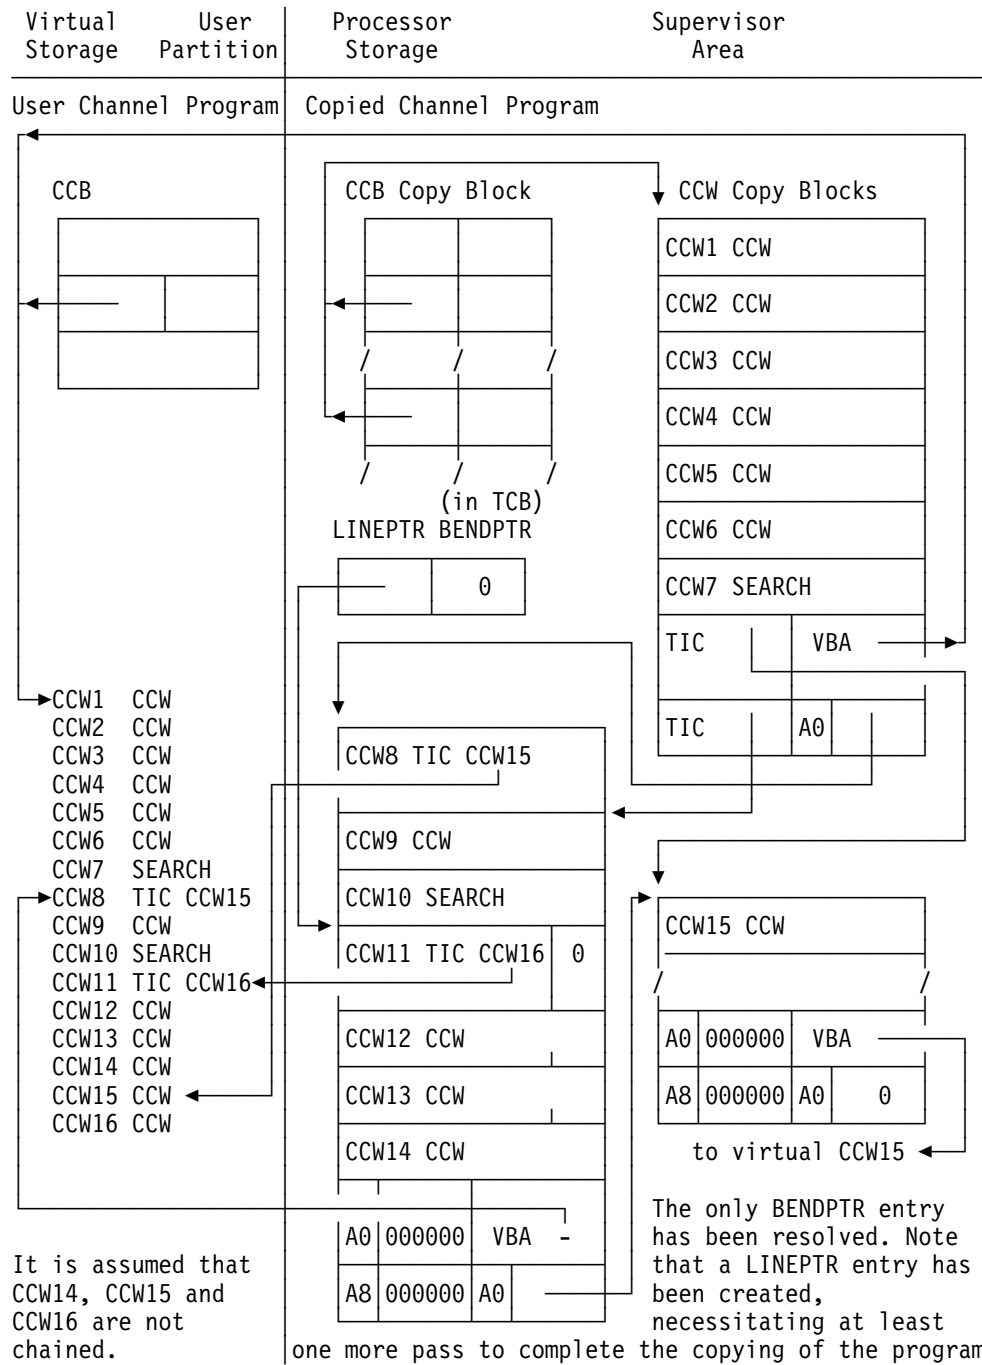 Virtual User Processor Supervisor
Storage Partition Storage Area
User Channel Program Copied Channel Program
CCB CCB Copy Block CCW Copy Blocks
CCW1 CCW
CCW2 CCW
CCW3 CCW
CCW4 CCW
CCW5 CCW
(in TCB)
LINEPTR BENDPTR
CCW6 CCW
0 CCW7 SEARCH
TIC VBA
CCW1 CCW
CCW2 CCW
CCW3 CCW
CCW4 CCW
CCW5 CCW
CCW6 CCW
CCW7 SEARCH
CCW8 TIC CCW15
CCW9 CCW
CCW10 SEARCH
CCW11 TIC CCW16
CCW12 CCW
CCW13 CCW
CCW14 CCW
CCW15 CCW
CCW16 CCW
TIC A0
CCW8 TIC CCW15
CCW9 CCW
CCW10 SEARCH
CCW11 TIC CCW16 0
CCW12 CCW
CCW13 CCW
CCW14 CCW
A0 000000 VBA -
A8 000000 A0
CCW15 CCW
A0 000000 VBA
A8 000000 A0 0
to virtual CCW15
It is assumed that
CCW14, CCW15 and
CCW16 are not
chained.
The only BENDPTR entry
has been resolved. Note
that a LINEPTR entry has
been created,
necessitating at least
one more pass to complete the copying of the program